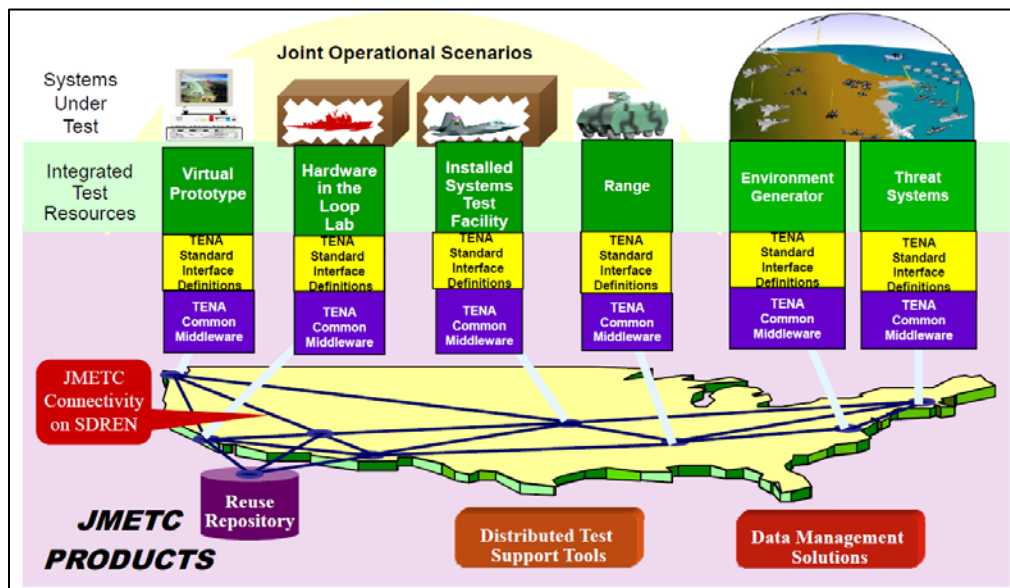 Joint Operational Scenarios
Systems
Under
Test
Integrated
Test
Resources
Virtual
Prototype
Hardware
in the
Loop
Lab
Installed
Systems
Test
Facility
Range
Environment
Generator
Threat
Systems
TENA
Standard
Interface
Definitions
TENA
Standard
Interface
Definitions
TENA
Standard
Interface
Definitions
TENA
Standard
Interface
Definitions
TENA
Standard
Interface
Definitions
TENA
Standard
Interface
Definitions
TENA
Common
Middleware
TENA
Common
Middleware
TENA
Common
Middleware
TENA
Common
Middleware
TENA
Common
Middleware
TENA
Common
Middleware
JMETC
Connectivity
on SDREN
Reuse
Repository
JMETC
PRODUCTS
Distributed Test
Support Tools
Data Management
Solutions